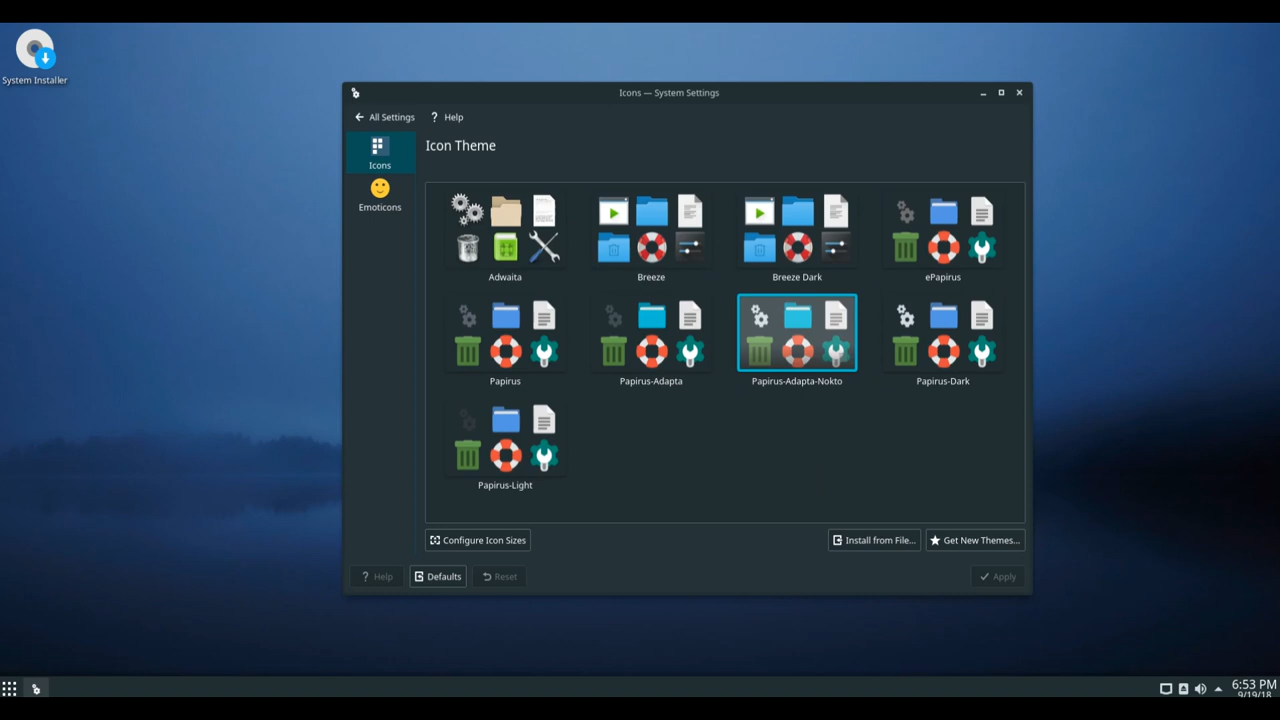 System Installer
Icons — System Settings
All Settings
? Help
Icon Theme
Icons
Emoticons
Adwaita
Breeze
Breeze Dark
ePapirus
Papirus
Papirus-Adapta
Papirus-Adapta-Nokto
Papirus-Dark
Papirus-Light
Configure Icon Sizes
Install from File...
Get New Themes...
? Help
Defaults
Reset
Apply
6:53 PM
9/19/18